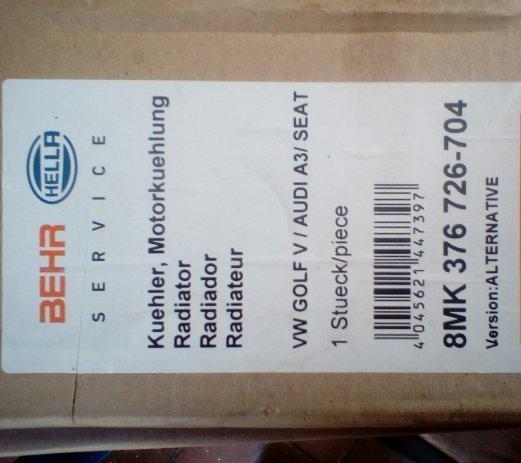 BEHR HELLA
SERVICE
Kuehler, Motorkuehlung
Radiator
Radiador
Radiateur
VW GOLF V / AUDI A3/ SEAT
1 Stueck/piece
4 045621 447397
8MK 376 726-704
Version:ALTERNATIVE